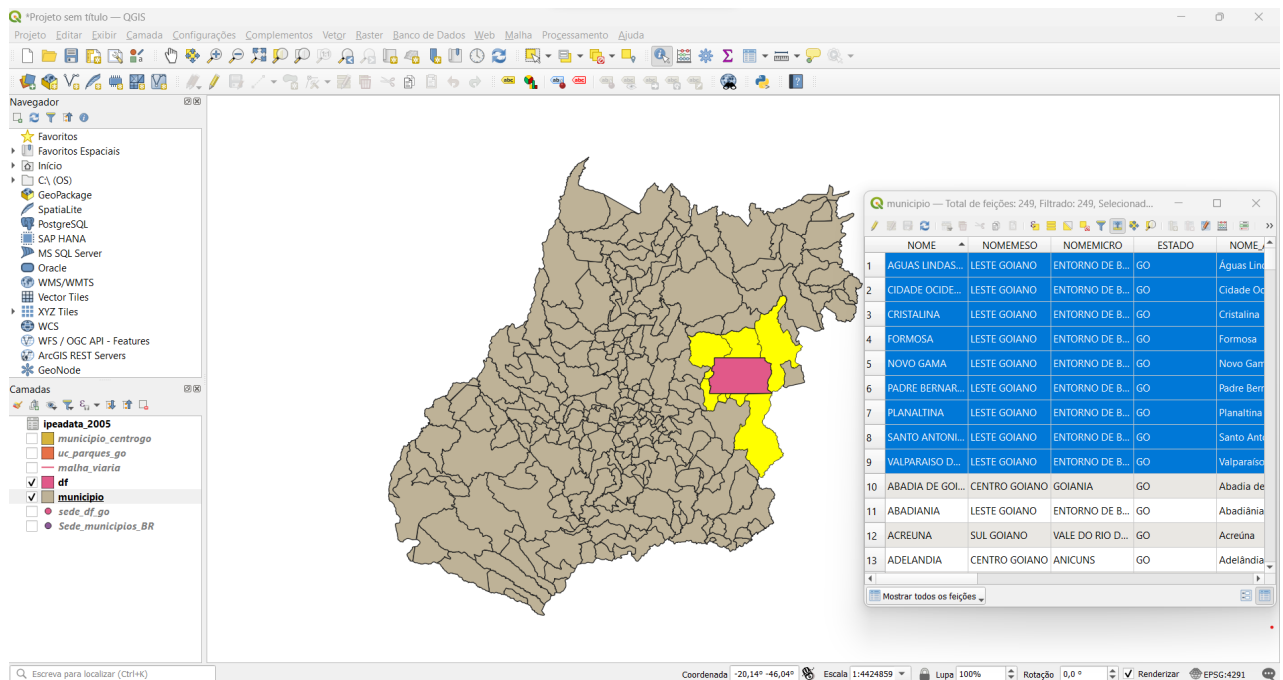 *Projeto sem título — QGIS
Projeto Editar Exibir Camada Configurações Complementos Vetor Raster Banco de Dados Web Malha Processamento Ajuda
Navegador
Favoritos
Favoritos Espaciais
Início
C:\ (OS)
GeoPackage
SpatiaLite
PostgreSQL
SAP HANA
MS SQL Server
Oracle
WMS/WMTS
Vector Tiles
XYZ Tiles
WCS
WFS / OGC API - Features
ArcGIS REST Servers
GeoNode
Camadas
ipeadata_2005
municipio_centrogo
uc_parques_go
malha_viaria
df
municipio
sede_df_go
Sede_municipios_BR
municipio — Total de feições: 249, Filtrado: 249, Selecionad...
NOME NOMEMESO NOMEMICRO ESTADO NOME_
1 AGUAS LINDAS... LESTE GOIANO ENTORNO DE B... GO Águas Lind
2 CIDADE OCIDE... LESTE GOIANO ENTORNO DE B... GO Cidade Oc
3 CRISTALINA LESTE GOIANO ENTORNO DE B... GO Cristalina
4 FORMOSA LESTE GOIANO ENTORNO DE B... GO Formosa
5 NOVO GAMA LESTE GOIANO ENTORNO DE B... GO Novo Gam
6 PADRE BERNAR... LESTE GOIANO ENTORNO DE B... GO Padre Bern
7 PLANALTINA LESTE GOIANO ENTORNO DE B... GO Planaltina
8 SANTO ANTONI... LESTE GOIANO ENTORNO DE B... GO Santo Ant
9 VALPARAISO D... LESTE GOIANO ENTORNO DE B... GO Valparaíso
10 ABADIA DE GOI... CENTRO GOIANO GOIANIA GO Abadia de
11 ABADIANIA LESTE GOIANO ENTORNO DE B... GO Abadiânia
12 ACREUNA SUL GOIANO VALE DO RIO D... GO Acreúna
13 ADELANDIA CENTRO GOIANO ANICUNS GO Adelândia
Mostrar todos os feições
Escreva para localizar (Ctrl+K)
Coordenada -20,14° -46,04° Escala 1:4424859 Lupa 100% Rotação 0,0 ° Renderizar EPSG:4291